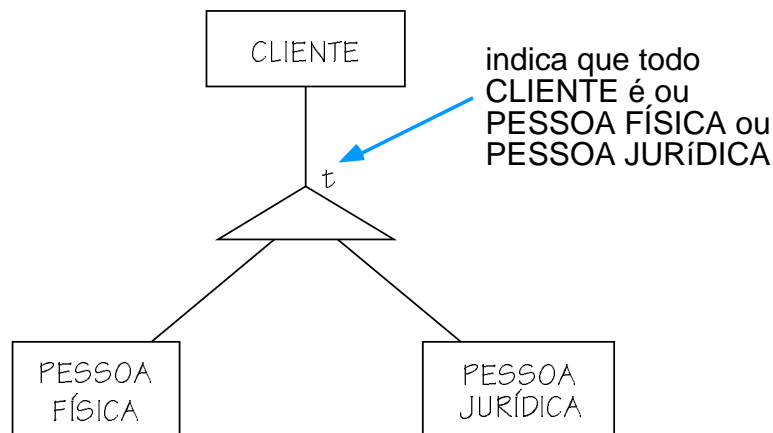 CLIENTE
indica que todo
CLIENTE é ou
PESSOA FÍSICA ou
PESSOA JURíDICA
t
PESSOA
FÍSICA
PESSOA
JURÍDICA